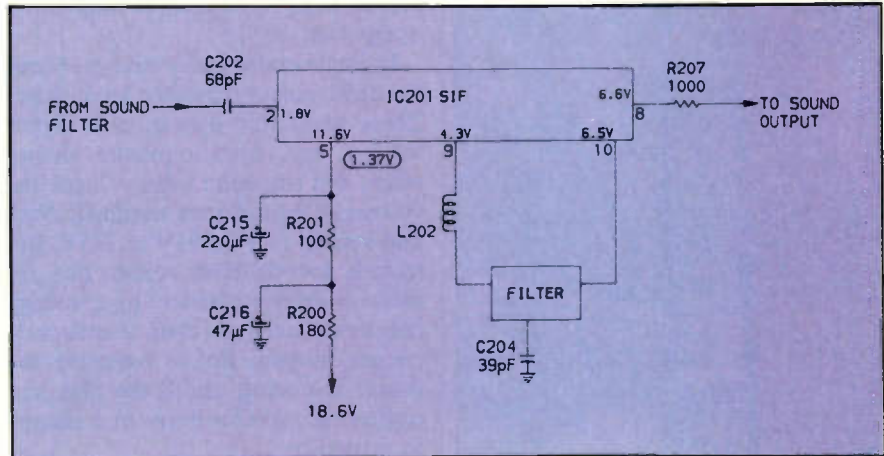 C202
68pF
FROM SOUND
FILTER
2
1.8V
IC201 SIF
6.6V
8
R207
1000
TO SOUND
OUTPUT
11.6V
4.3V
6.5V
5
1.37V
9
10
C215
220µF
R201
100
L202
C216
47µF
R200
180
FILTER
C204
39pF
18.6V